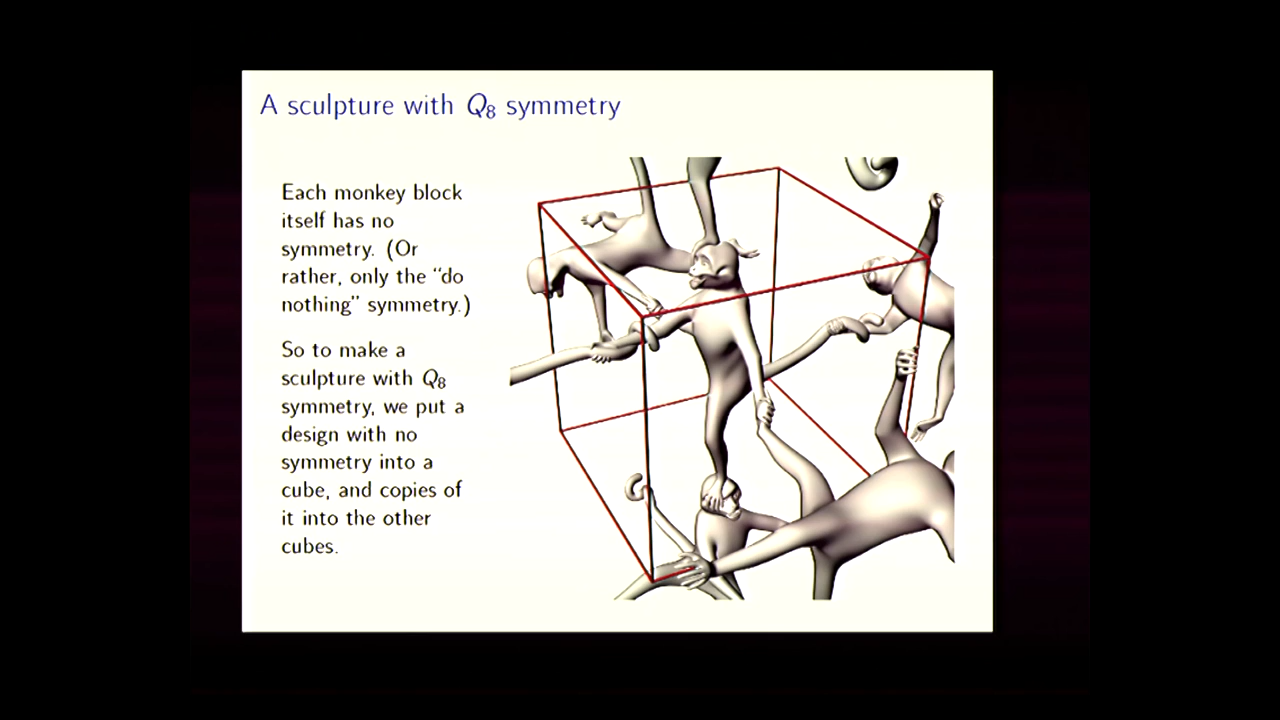 A sculpture with Q8 symmetry
Each monkey block
itself has no
symmetry. (Or
rather, only the “do
nothing” symmetry.)
So to make a
sculpture with Q8
symmetry, we put a
design with no
symmetry into a
cube, and copies of
it into the other
cubes.